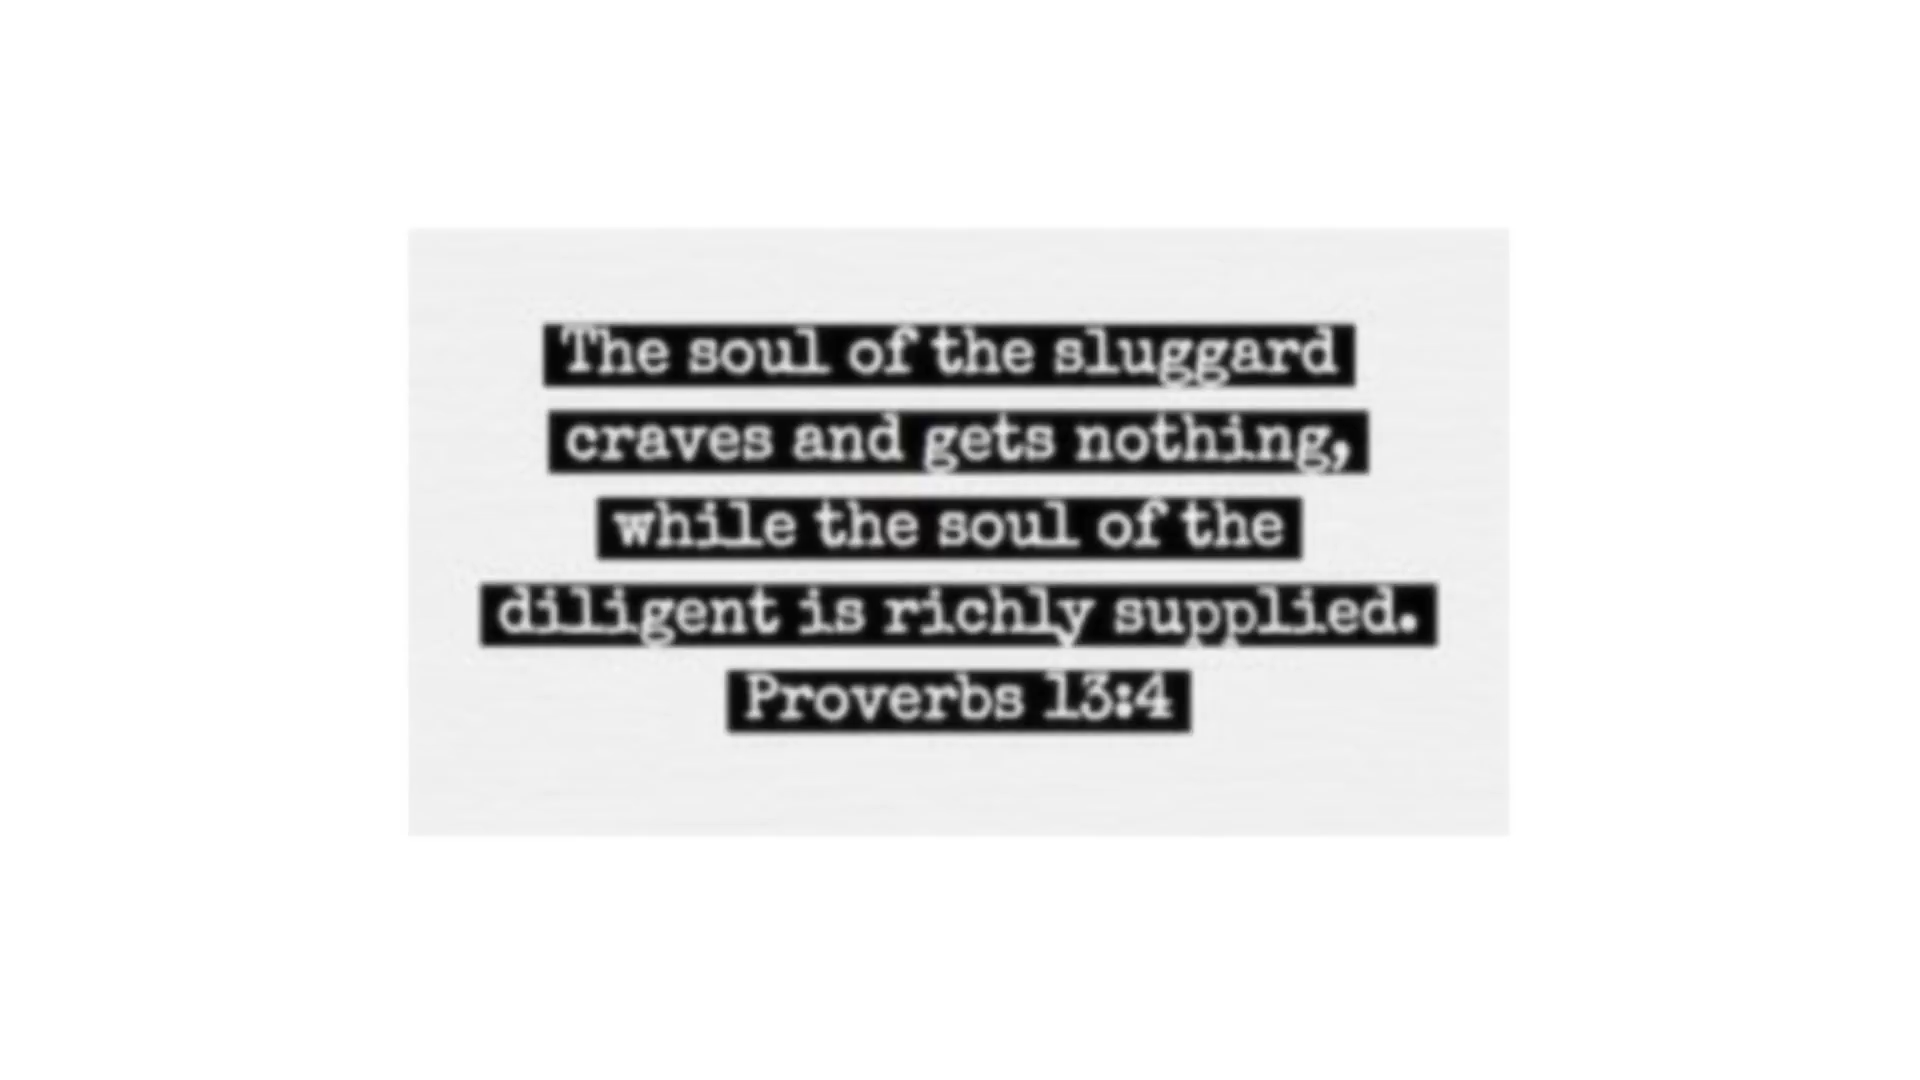 The soul of the sluggard
craves and gets nothing,
while the soul of the
diligent is richly supplied.
Proverbs 13:4